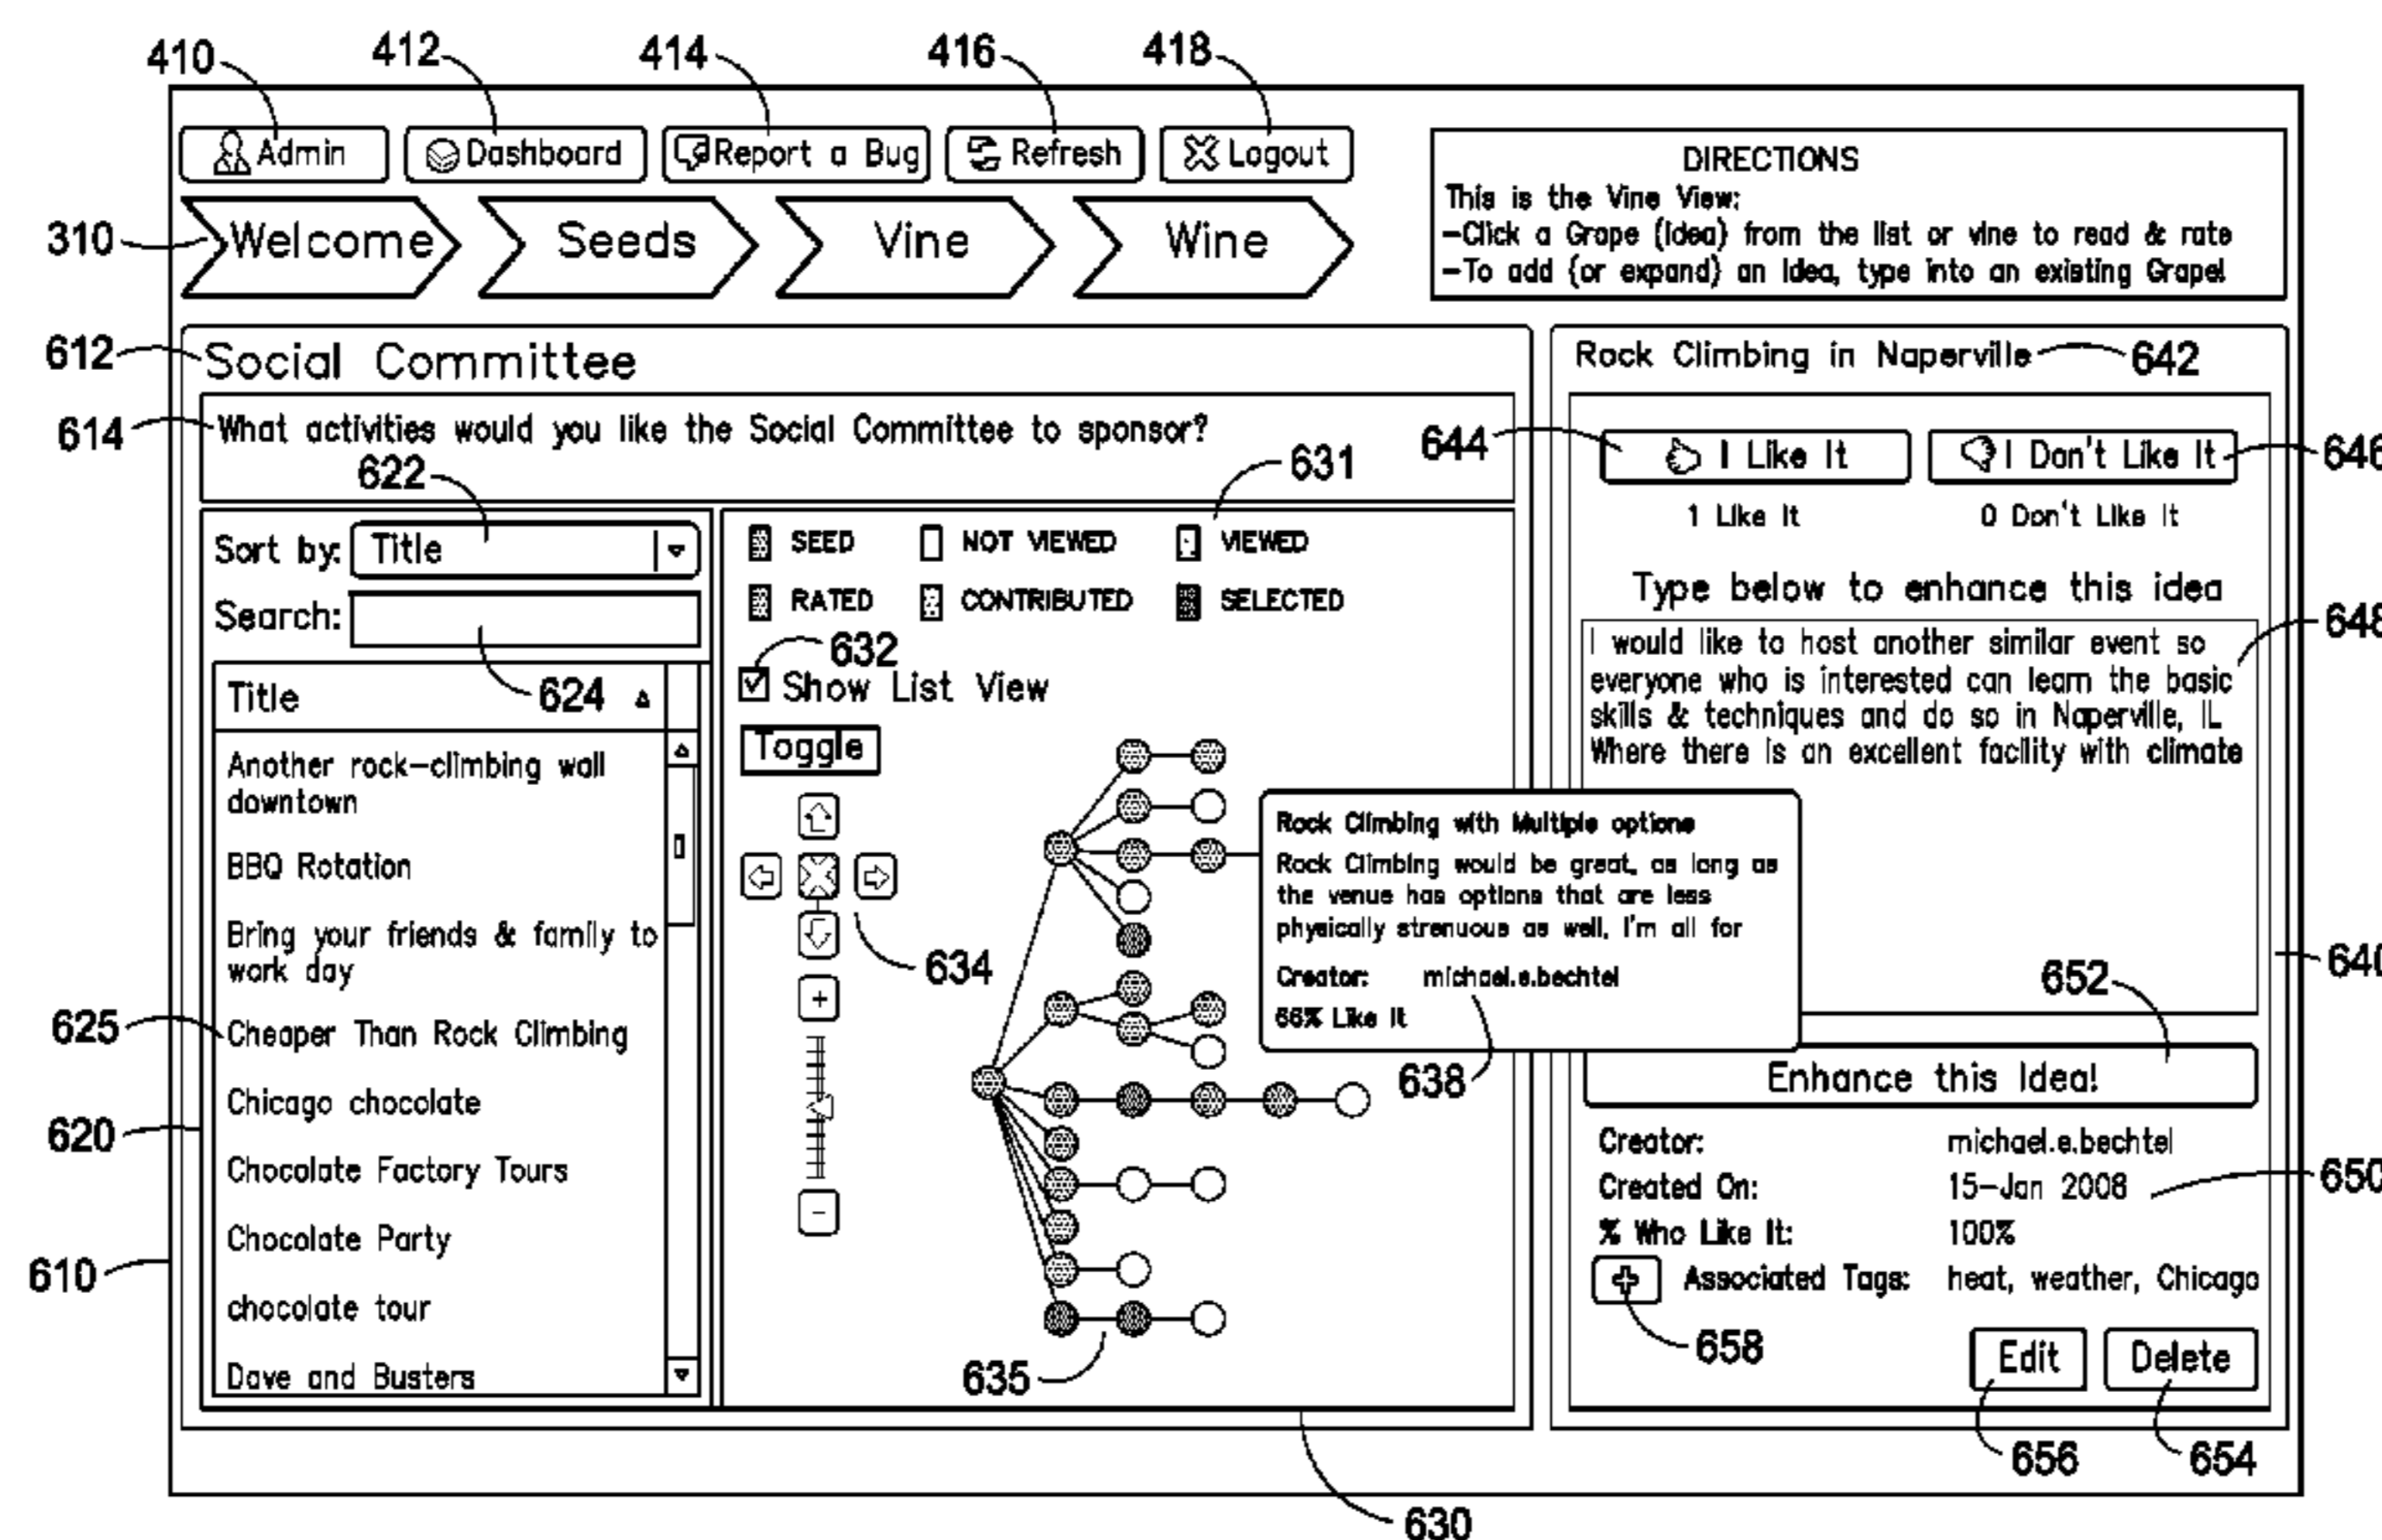 410
412
414
416
418
Admin
Dashboard
Report a Bug
Refresh
Logout
310
Welcome
Seeds
Vine
Wine
DIRECTIONS
This is the Vine View:
-Click a Grape (idea) from the list or vine to read & rate
-To add (or expand) an Idea, type into an existing Grape!
612
Social Committee
614
What activities would you like the Social Committee to sponsor?
622
Sort by:
Title
Search:
624
Title
Another rock-climbing wall
downtown
BBQ Rotation
Bring your friends & family to
work day
625
Cheaper Than Rock Climbing
Chicago chocolate
620
Chocolate Factory Tours
Chocolate Party
610
chocolate tour
Dave and Busters
631
SEED
NOT VIEWED
VIEWED
RATED
CONTRIBUTED
SELECTED
632
Show List View
Toggle
634
+
-
635
630
Rock Climbing with Multiple options
Rock Climbing would be great, as long as
the venue has options that are less
physically strenuous as well, I'm all for
Creator: michael.e.bechtel
66% Like It
638
Rock Climbing in Naperville
642
644
I Like It
I Don't Like It
646
1 Like It
0 Don't Like It
Type below to enhance this idea
648
I would like to host another similar event so
everyone who is interested can learn the basic
skills & techniques and do so in Naperville, IL
Where there is an excellent facility with climate
640
652
Enhance this Idea!
Creator: michael.e.bechtel
Created On: 15-Jan 2008
650
% Who Like It: 100%
Associated Tags: heat, weather, Chicago
658
Edit
Delete
656
654